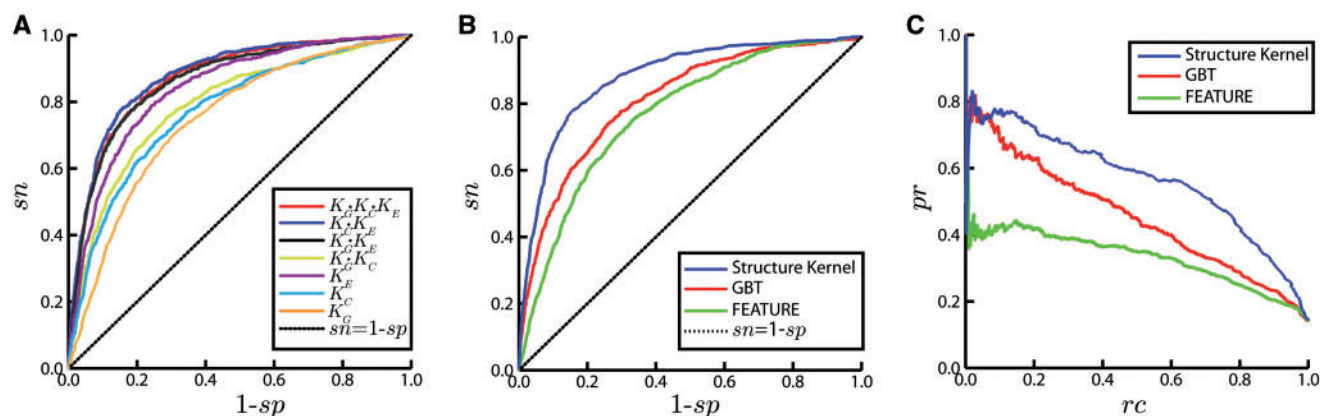 A
sn
1.0
0.8
0.6
0.4
0.2
0.0
0.0 0.2 0.4 0.6 0.8 1.0
1-sp
K_G·K_C·K_E
K_C·K_E
K_G·K_E
K_G·K_C
K_E
K_C
K_G
sn=1-sp
B
sn
1.0
0.8
0.6
0.4
0.2
0.0
0.0 0.2 0.4 0.6 0.8 1.0
1-sp
Structure Kernel
GBT
FEATURE
sn=1-sp
C
pr
1.0
0.8
0.6
0.4
0.2
0.0
0.0 0.2 0.4 0.6 0.8 1.0
rc
Structure Kernel
GBT
FEATURE